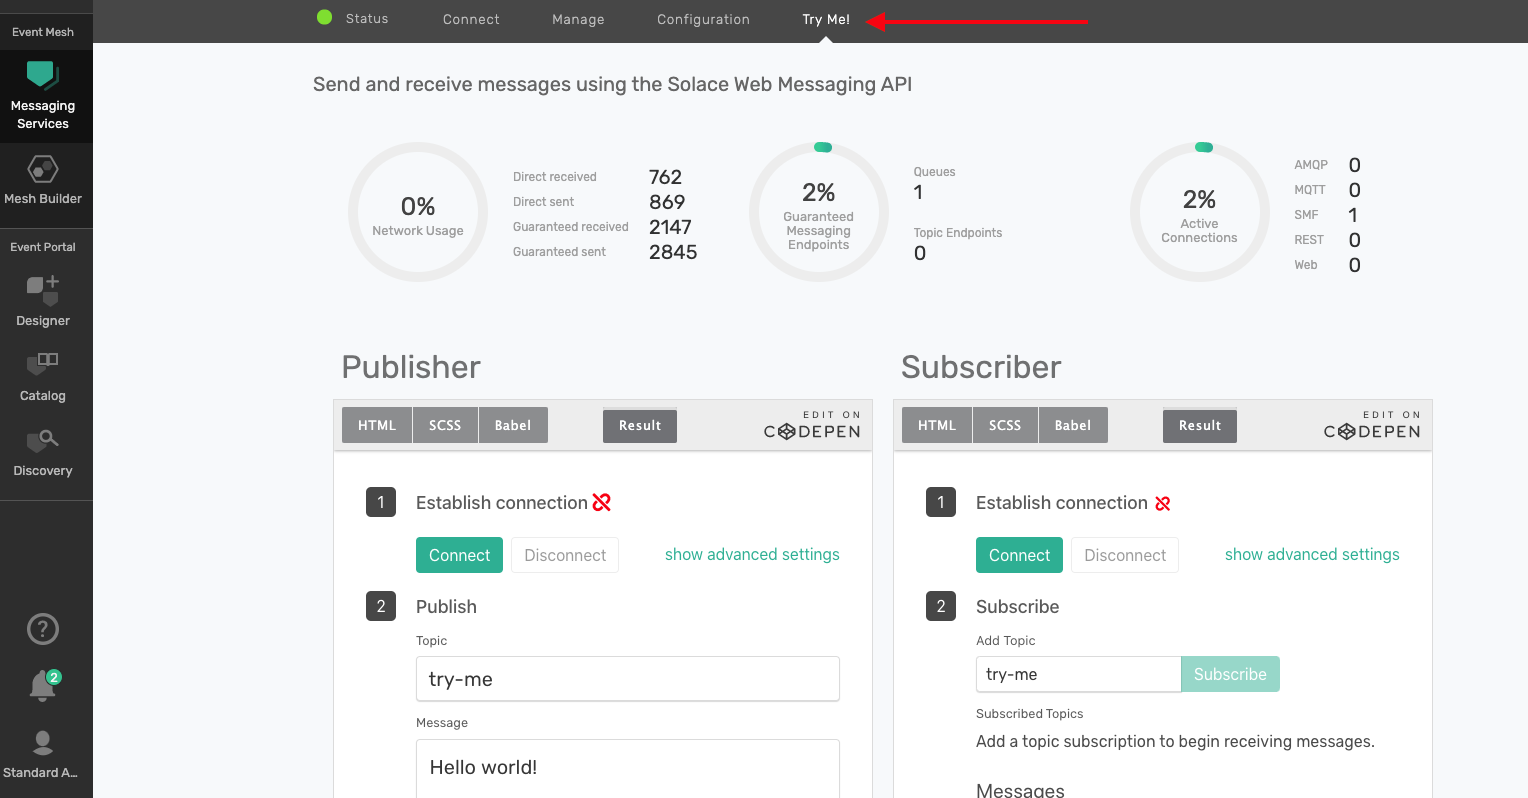 Event Mesh
Messaging
Services
Mesh Builder
Event Portal
Designer
Catalog
Discovery
?
2
Standard A...
Status
Connect
Manage
Configuration
Try Me!
Send and receive messages using the Solace Web Messaging API
0%
Network Usage
Direct received 762
Direct sent 869
Guaranteed received 2147
Guaranteed sent 2845
2%
Guaranteed
Messaging
Endpoints
Queues
1
Topic Endpoints
0
2%
Active
Connections
AMQP 0
MQTT 0
SMF 1
REST 0
Web 0
Publisher
HTML
SCSS
Babel
Result
EDIT ON
CODEPEN
1 Establish connection
Connect
Disconnect
show advanced settings
2 Publish
Topic
try-me
Message
Hello world!
Subscriber
HTML
SCSS
Babel
Result
EDIT ON
CODEPEN
1 Establish connection
Connect
Disconnect
show advanced settings
2 Subscribe
Add Topic
try-me
Subscribe
Subscribed Topics
Add a topic subscription to begin receiving messages.
Messages